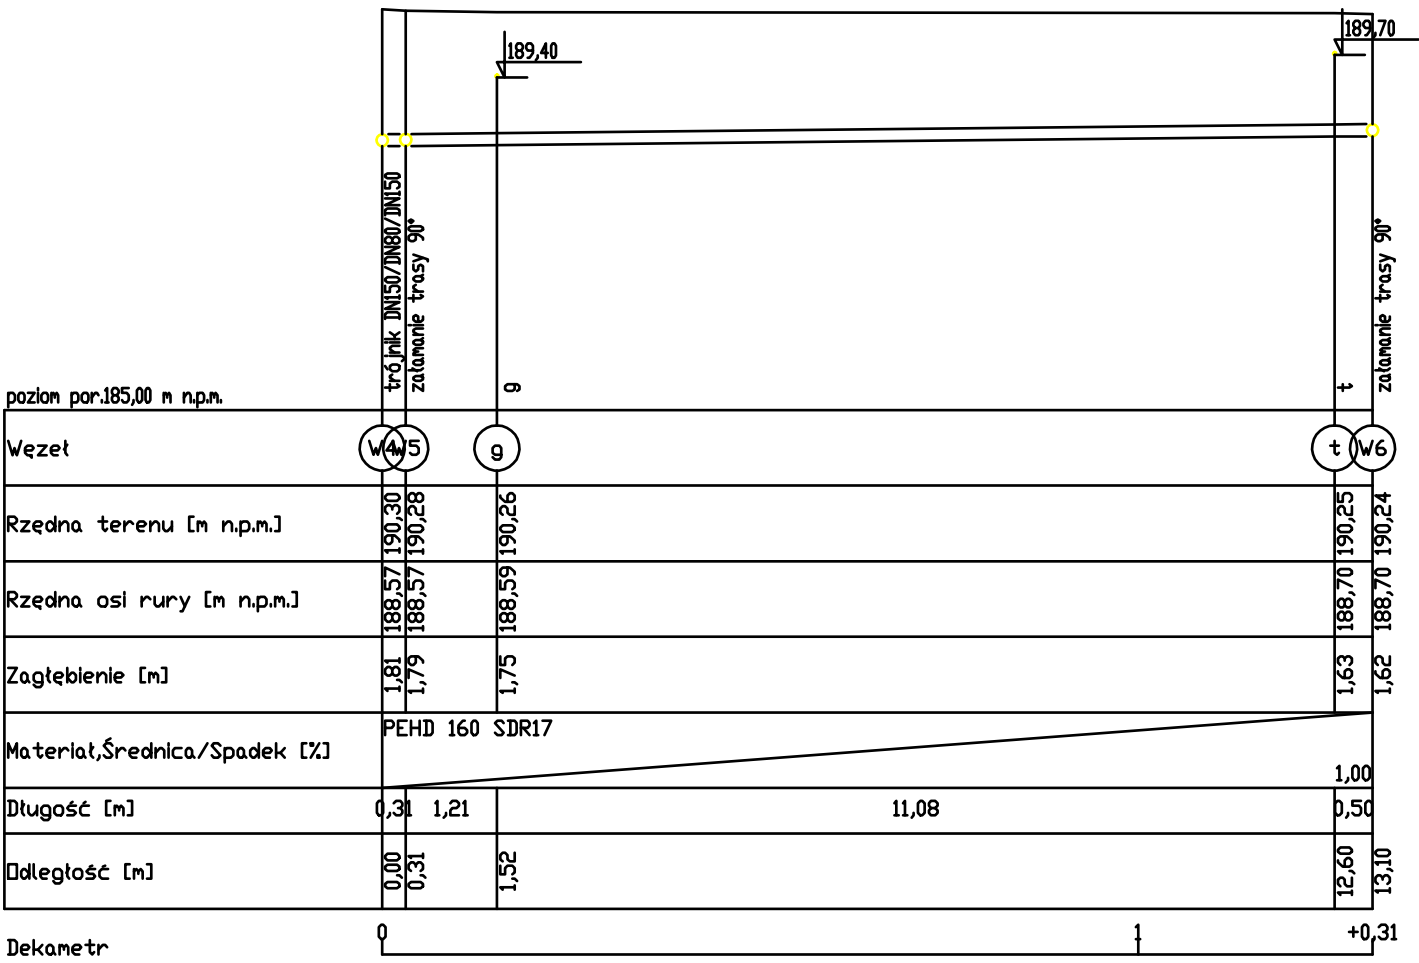 189,40
189,70
trójnik DN150/DN80/DN150
załamanie trasy 90°
g
t
załamanie trasy 90°
poziom por.185,00 m n.p.m.
Węzeł W4 W5 g t W6
Rzędna terenu [m n.p.m.] 190,30 190,28 190,26 190,25 190,24
Rzędna osi rury [m n.p.m.] 188,57 188,57 188,59 188,70 188,70
Zagłębienie [m] 1,81 1,79 1,75 1,63 1,62
PEHD 160 SDR17
Materiał,Średnica/Spadek [%]
1,00
Długość [m] 0,31 1,21 11,08 0,50
Odległość [m] 0,00 0,31 1,52 12,60 13,10
Dekametr 0 1 +0,31